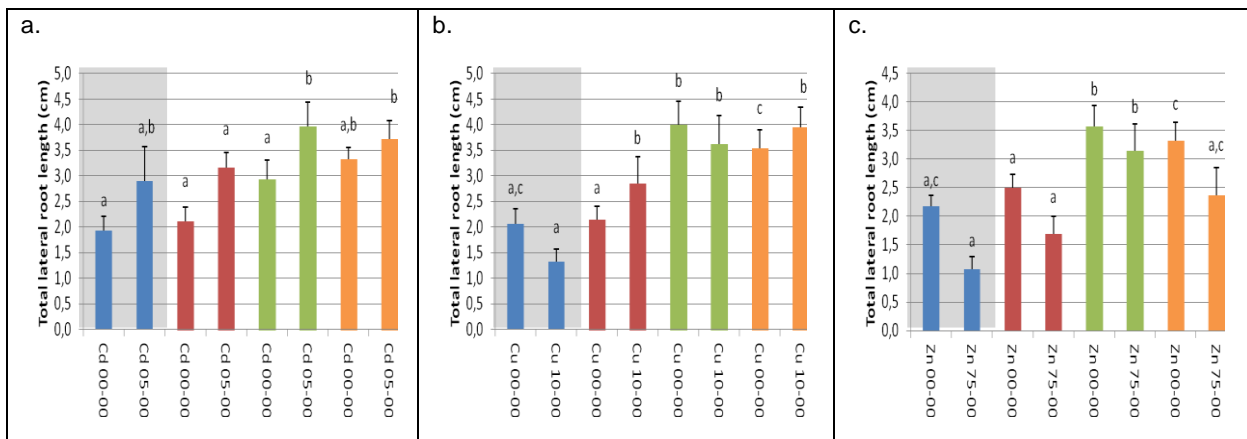 a.
Total lateral root length (cm)
5,0
4,5
4,0
3,5
3,0
2,5
2,0
1,5
1,0
0,5
0,0
a
a,b
a
a
a
b
a,b
b
Cd 00-00
Cd 05-00
Cd 00-00
Cd 05-00
Cd 00-00
Cd 05-00
Cd 00-00
Cd 05-00
b.
Total lateral root length (cm)
5,0
4,5
4,0
3,5
3,0
2,5
2,0
1,5
1,0
0,5
0,0
a,c
a
a
b
b
b
c
b
Cu 00-00
Cu 10-00
Cu 00-00
Cu 10-00
Cu 00-00
Cu 10-00
Cu 00-00
Cu 10-00
c.
Total lateral root length (cm)
4,5
4,0
3,5
3,0
2,5
2,0
1,5
1,0
0,5
0,0
a,c
a
a
a
b
b
c
a,c
Zn 00-00
Zn 75-00
Zn 00-00
Zn 75-00
Zn 00-00
Zn 75-00
Zn 00-00
Zn 75-00